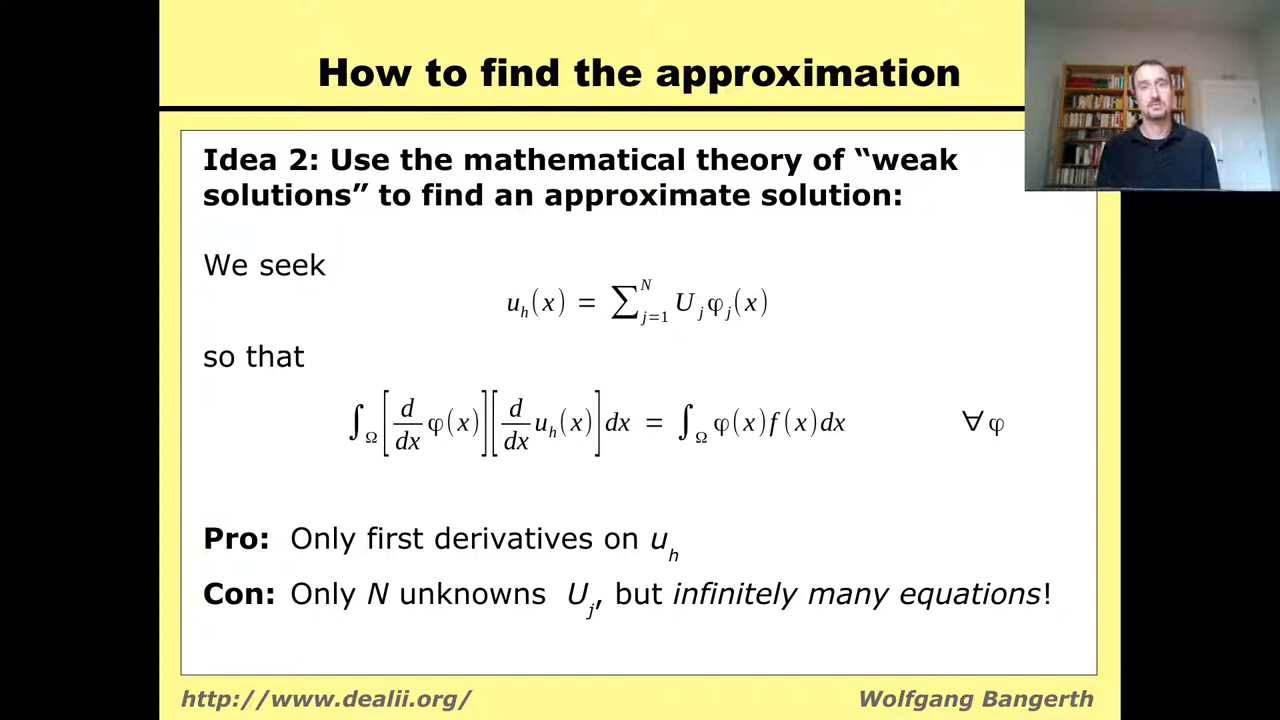 How to find the approximation
Idea 2: Use the mathematical theory of “weak
solutions” to find an approximate solution:
We seek
u_h(x) = ∑_{j=1}^{N} U_j φ_j(x)
so that
∫_Ω [d/dx φ(x)][d/dx u_h(x)]dx = ∫_Ω φ(x)f(x)dx ∀φ
Pro: Only first derivatives on u_h
Con: Only N unknowns U_j, but infinitely many equations!
http://www.dealii.org/ Wolfgang Bangerth